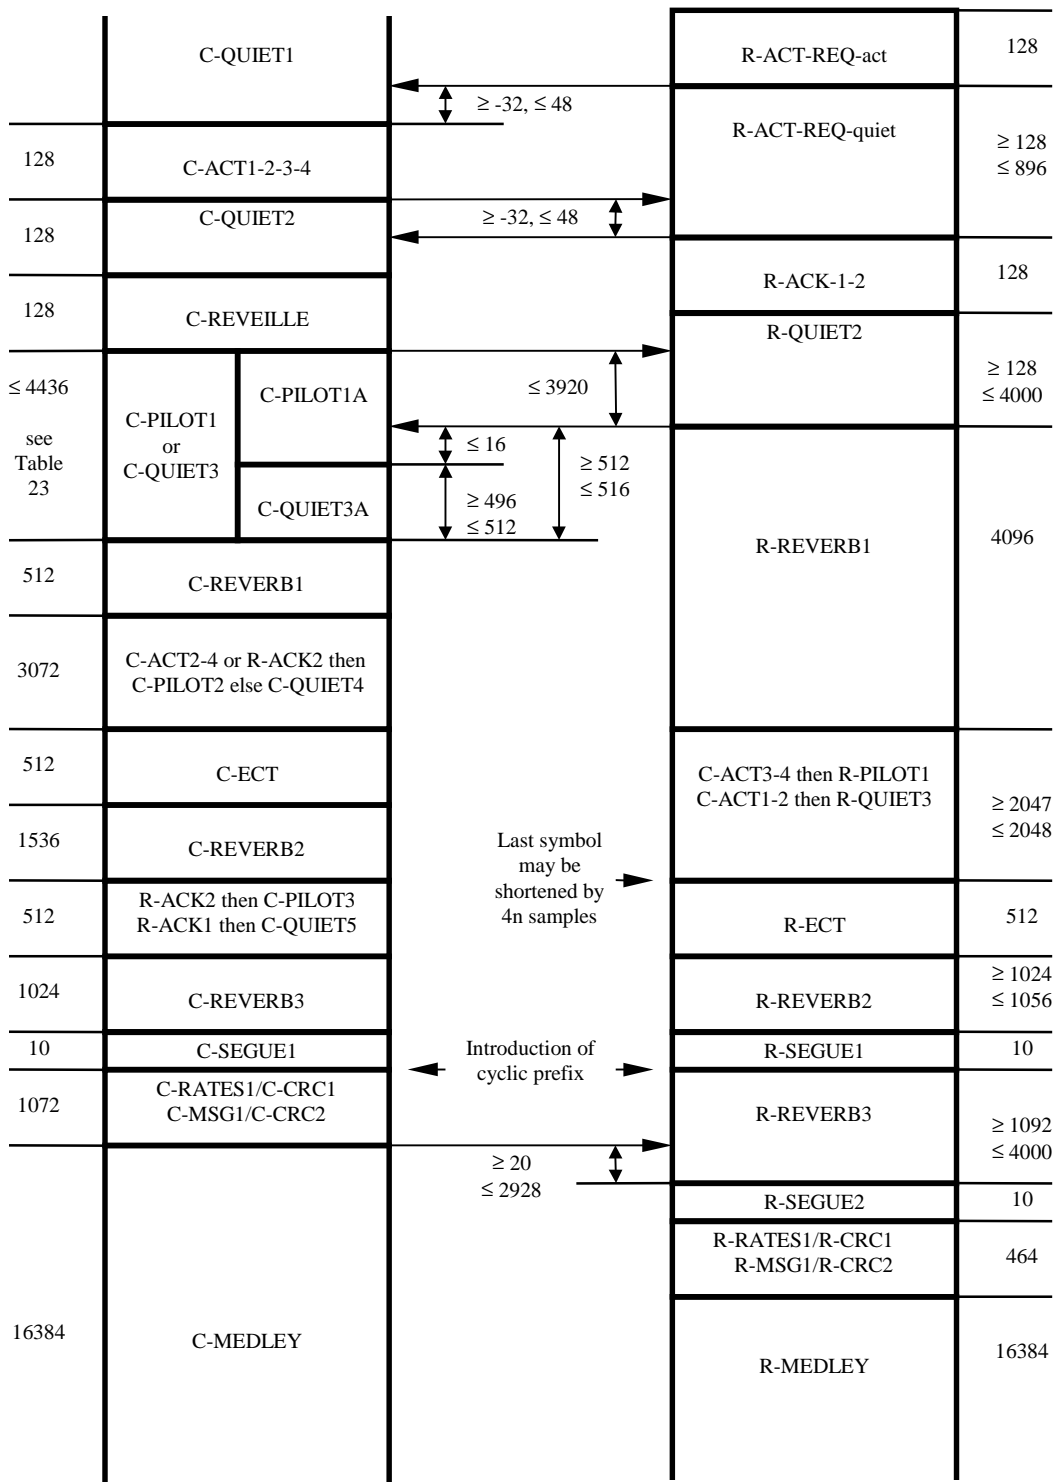 C-QUIET1
R-ACT-REQ-act
128
≥ -32, ≤ 48
R-ACT-REQ-quiet
≥ 128
≤ 896
128
C-ACT1-2-3-4
C-QUIET2
≥ -32, ≤ 48
128
R-ACK-1-2
128
128
C-REVEILLE
R-QUIET2
≤ 4436
see
Table
23
C-PILOT1
or
C-QUIET3
C-PILOT1A
≤ 3920
≥ 128
≤ 4000
≤ 16
≥ 512
≤ 516
C-QUIET3A
≥ 496
≤ 512
R-REVERB1
4096
512
C-REVERB1
3072
C-ACT2-4 or R-ACK2 then
C-PILOT2 else C-QUIET4
512
C-ECT
C-ACT3-4 then R-PILOT1
C-ACT1-2 then R-QUIET3
≥ 2047
≤ 2048
1536
C-REVERB2
Last symbol
may be
shortened by
4n samples
512
R-ACK2 then C-PILOT3
R-ACK1 then C-QUIET5
R-ECT
512
1024
C-REVERB3
R-REVERB2
≥ 1024
≤ 1056
10
C-SEGUE1
Introduction of
cyclic prefix
R-SEGUE1
10
1072
C-RATES1/C-CRC1
C-MSG1/C-CRC2
R-REVERB3
≥ 1092
≤ 4000
≥ 20
≤ 2928
R-SEGUE2
10
R-RATES1/R-CRC1
R-MSG1/R-CRC2
464
16384
C-MEDLEY
R-MEDLEY
16384